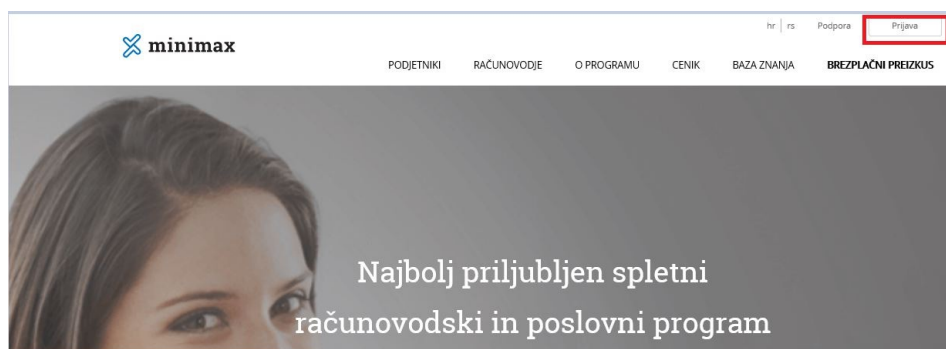 hr rs Podpora Prijava
minimax
PODJETNIKI RAČUNOVODJE O PROGRAMU CENIK BAZA ZNANJA BREZPLAČNI PREIZKUS
Najbolj priljubljen spletni
računovodski in poslovni program